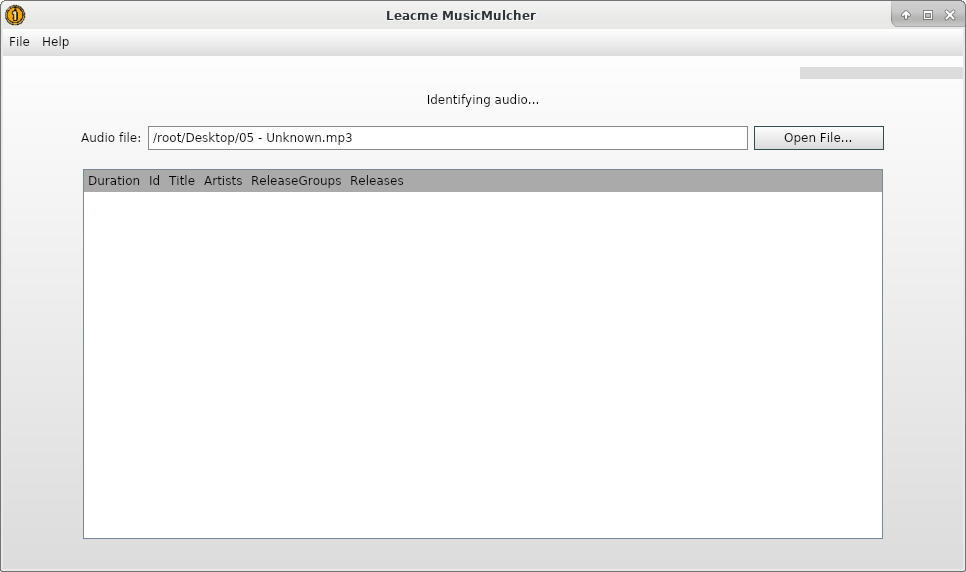 Leacme MusicMulcher
File Help
Identifying audio...
Audio file: /root/Desktop/05 - Unknown.mp3 Open File...
Duration Id Title Artists ReleaseGroups Releases